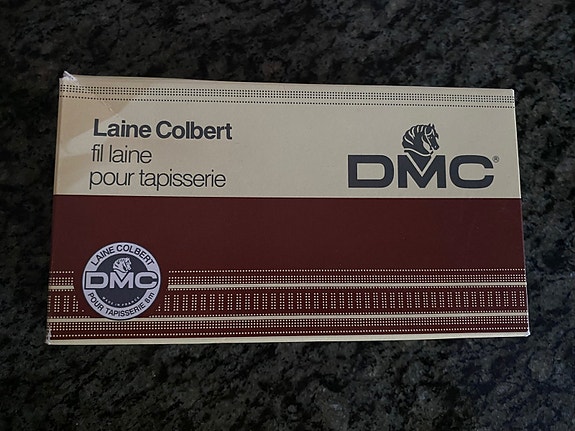 Laine Colbert
fil laine
pour tapisserie
DMC®
LAINE COLBERT
DMC
POUR TAPISSERIE 8m